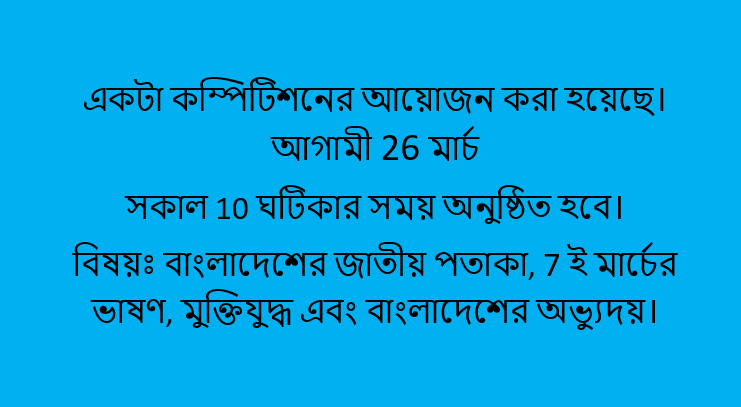 একটা কম্পিটিশনের আয়োজন করা হয়েছে।
আগামী 26 মার্চ
সকাল 10 ঘটিকার সময় অনুষ্ঠিত হবে।
বিষয়ঃ বাংলাদেশের জাতীয় পতাকা, 7 ই মার্চের
ভাষণ, মুক্তিযুদ্ধ এবং বাংলাদেশের অভ্যুদয়।